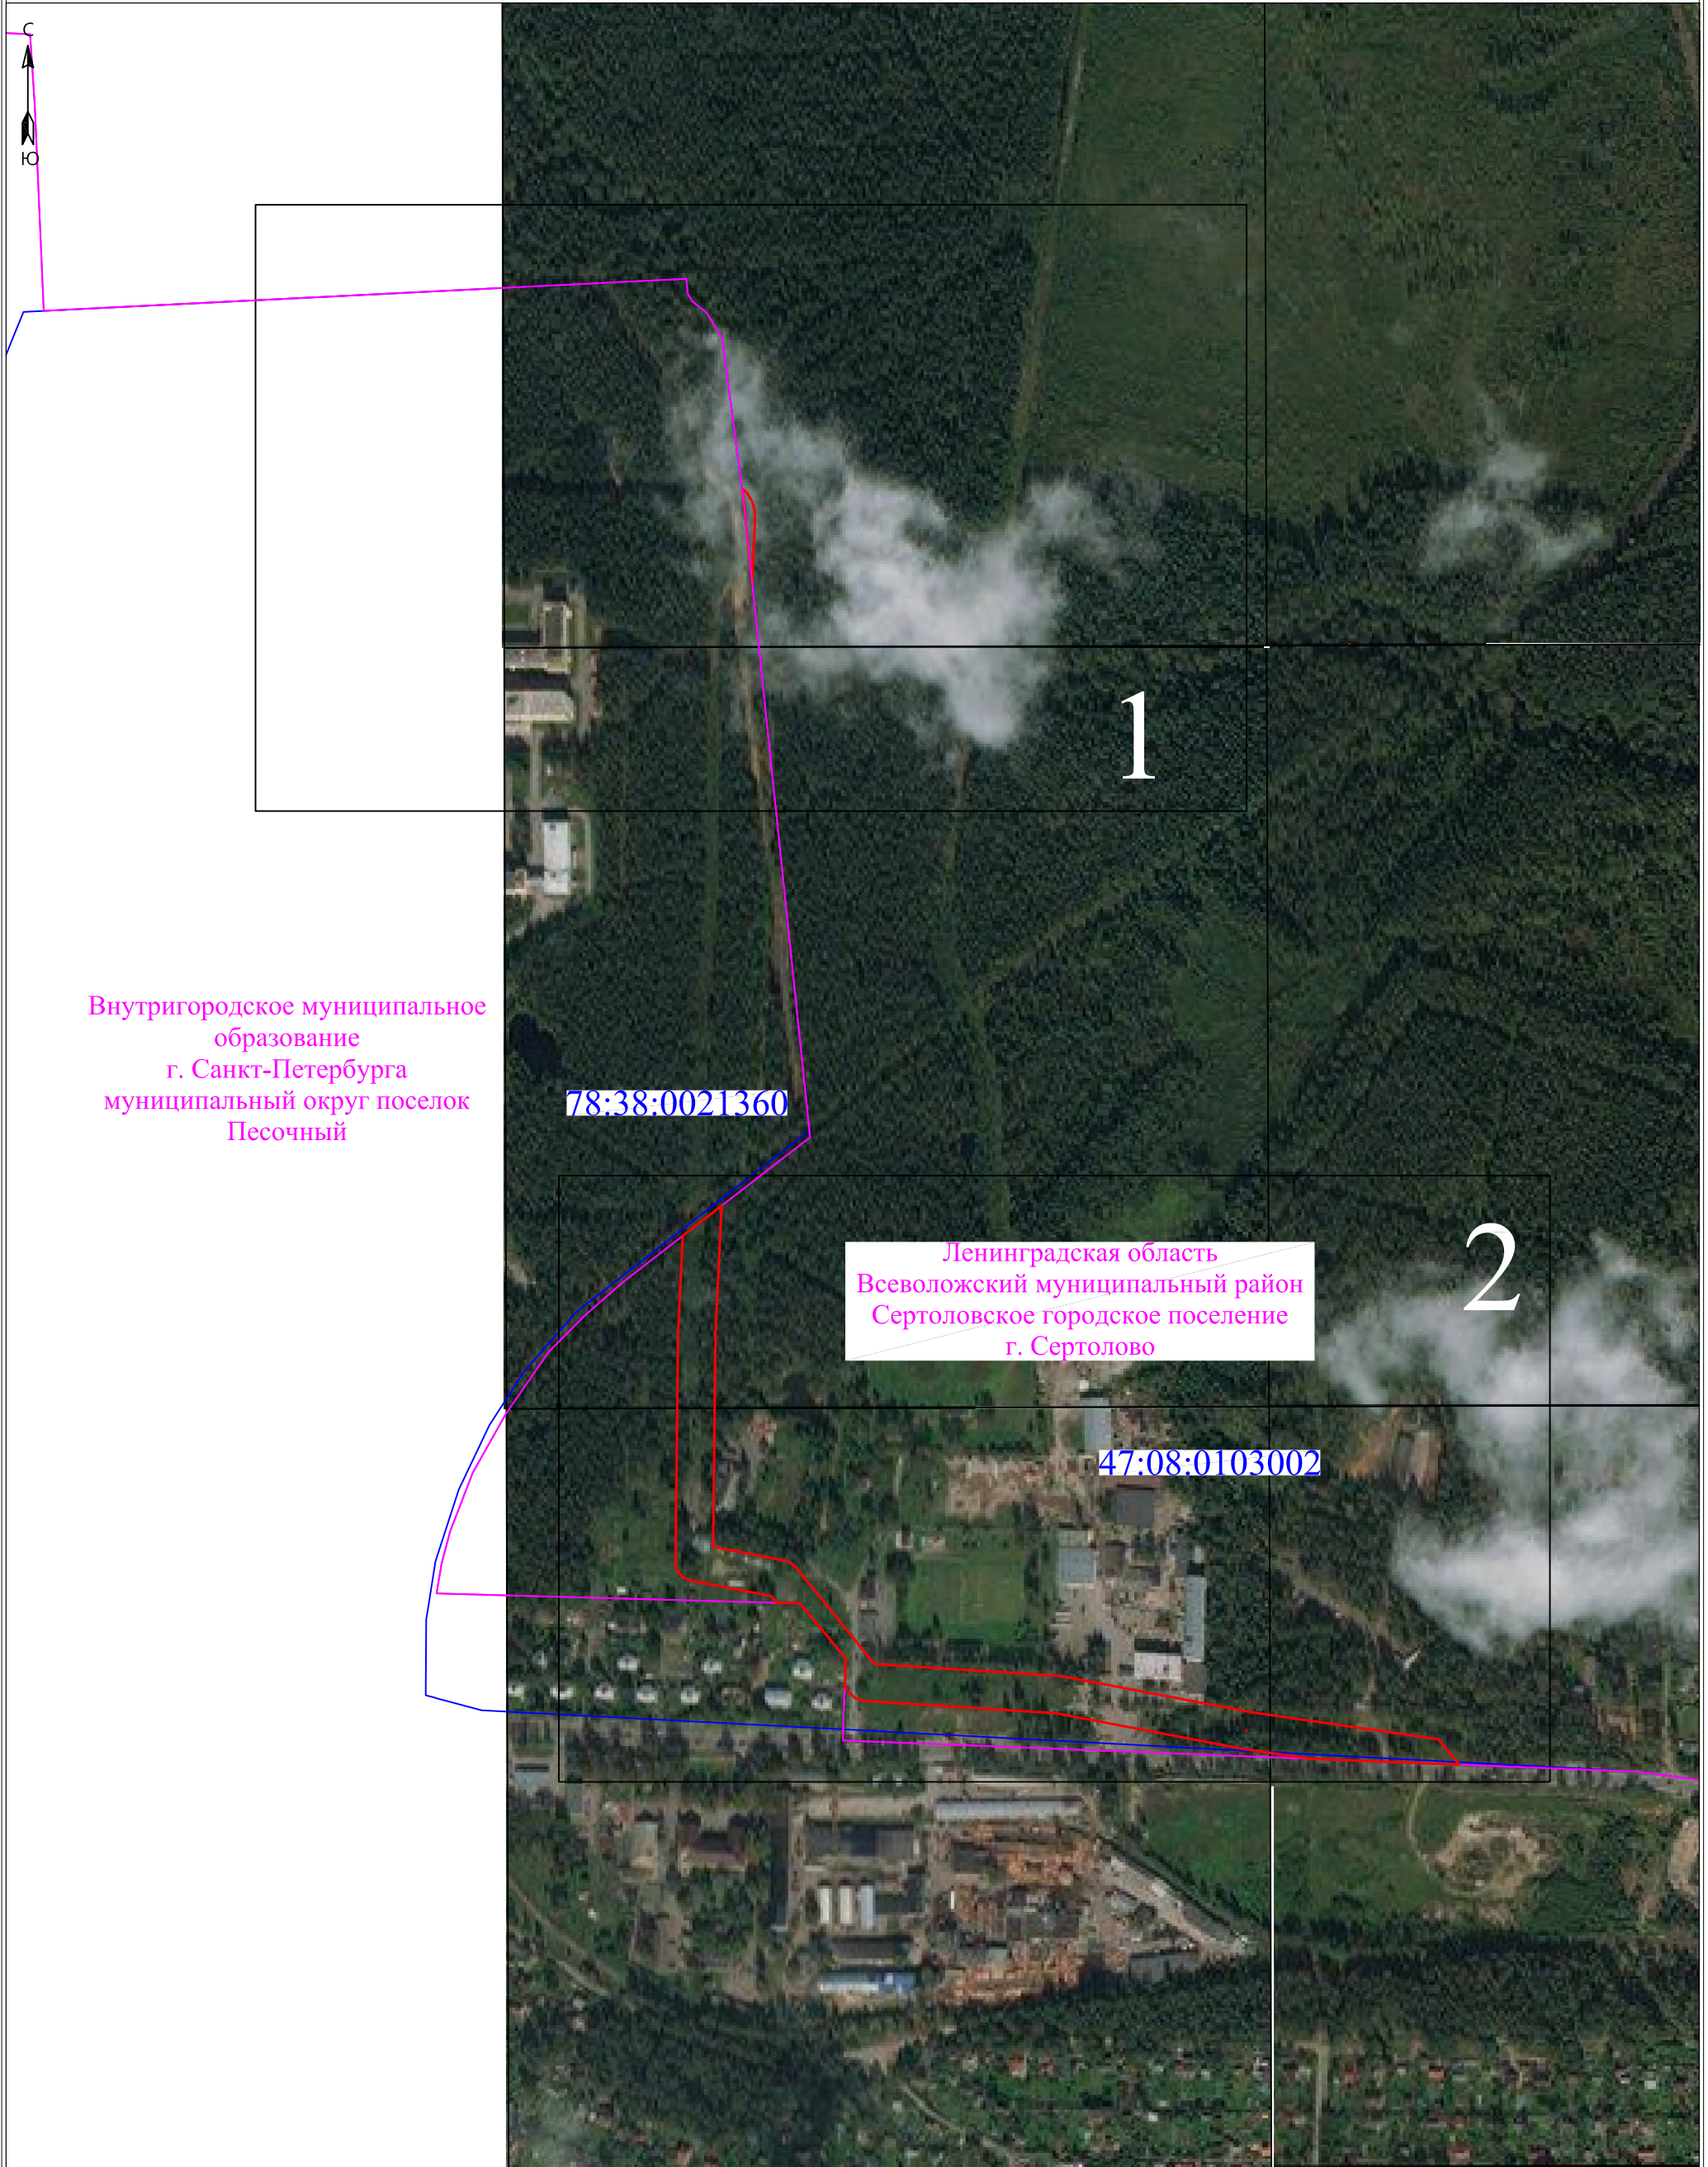 С
Ю
1
Внутригородское муниципальное
образование
г. Санкт-Петербурга
муниципальный округ поселок
Песочный
78:38:0021360
2
Ленинградская область
Всеволожский муниципальный район
Сертоловское городское поселение
г. Сертолово
47:08:0103002